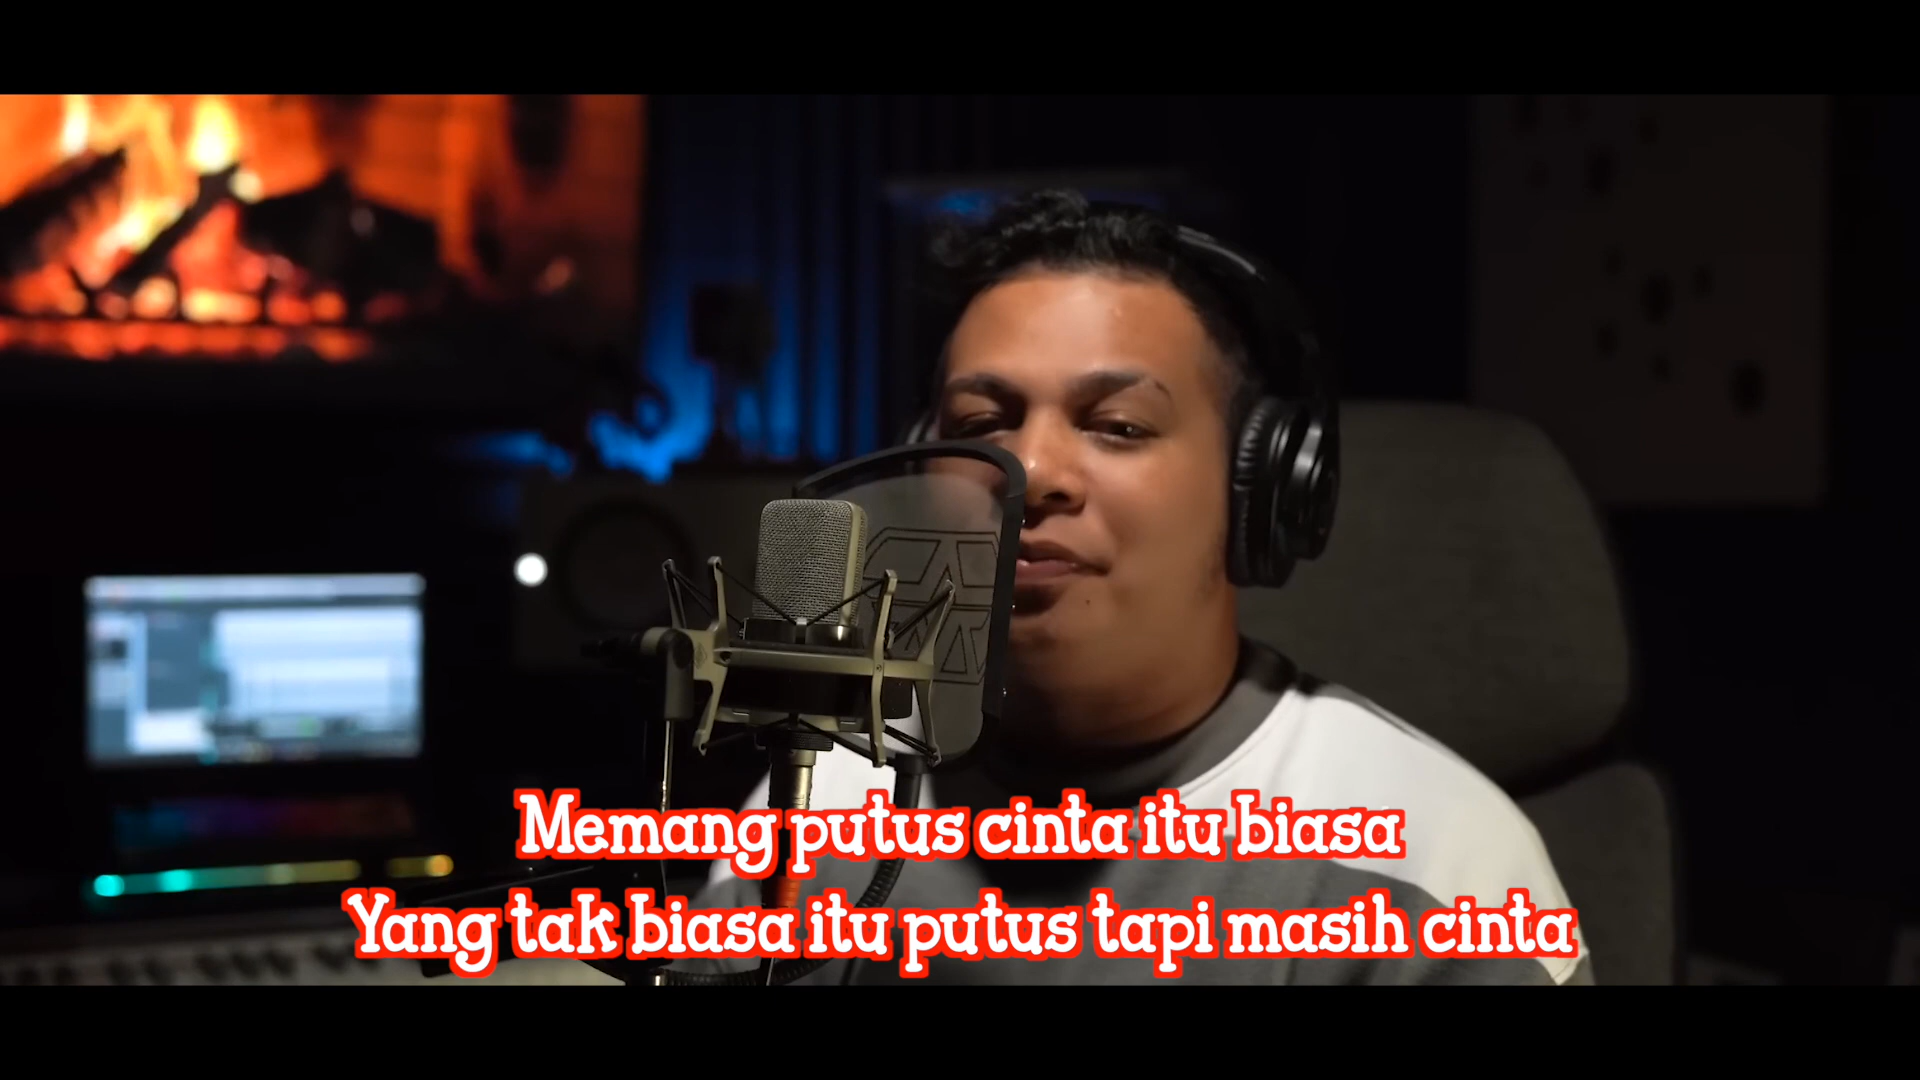 Memang putus cinta itu biasa
Yang tak biasa itu putus tapi masih cinta